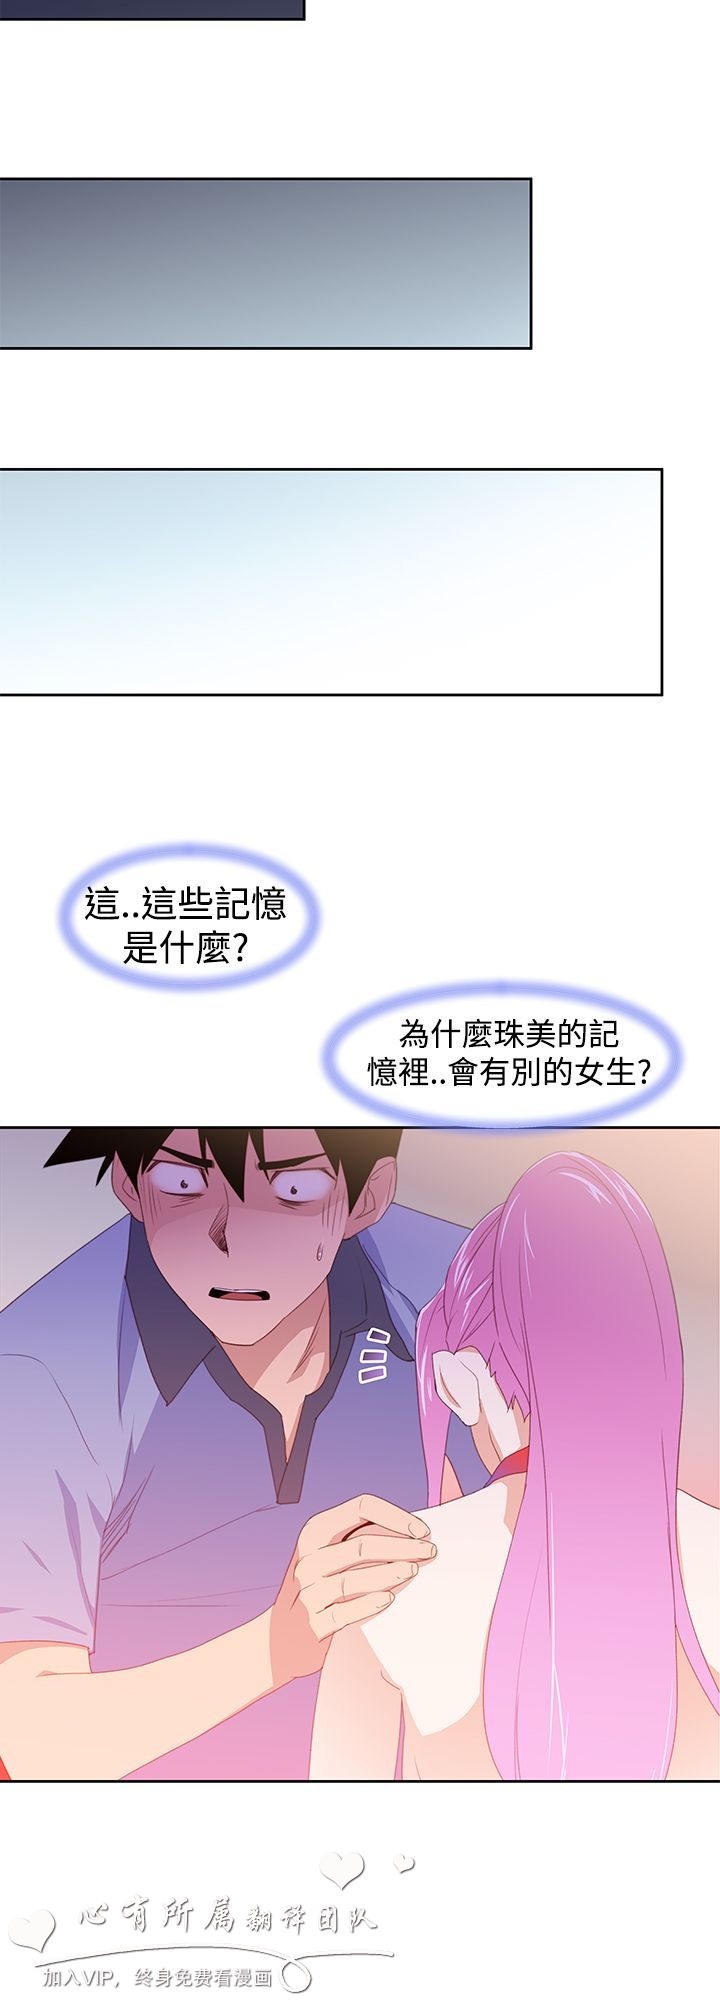 這..這些記憶
是什麼?
為什麼珠美的記
憶裡..會有別的女生?
心有所属翻译团队
加入VIP，终身免费看漫画